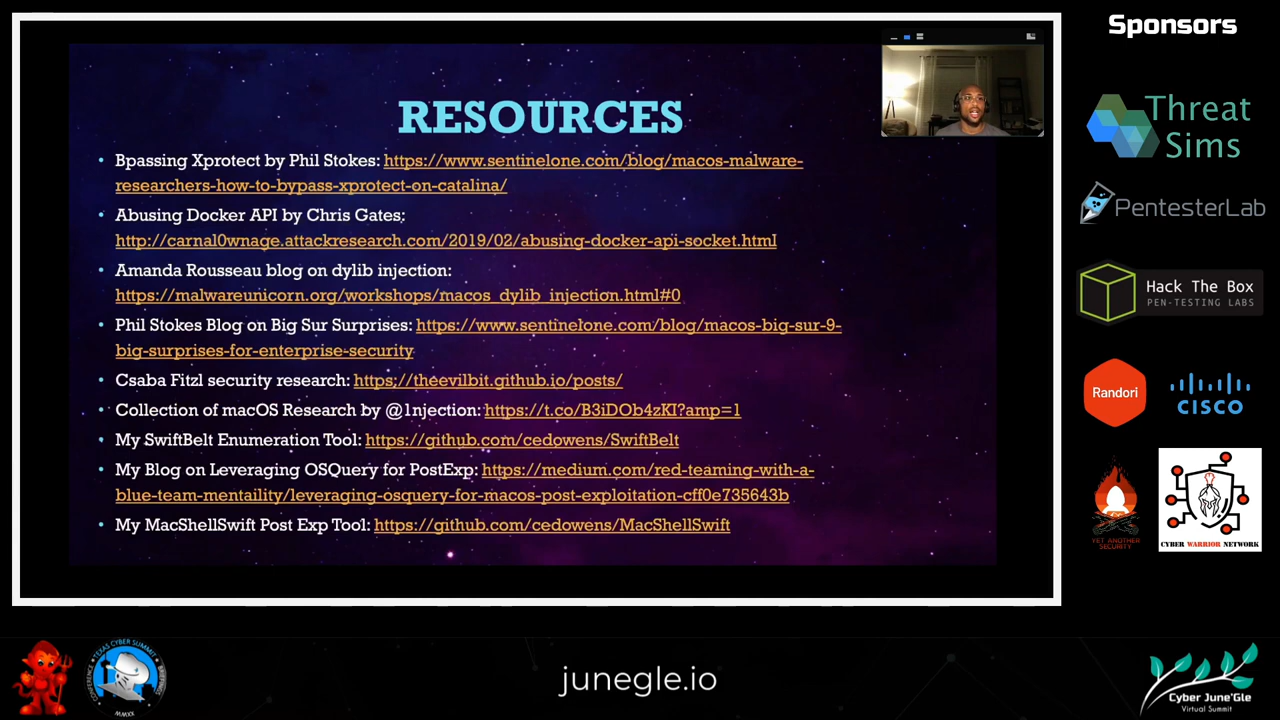 Sponsors
RESOURCES
• Bpassing Xprotect by Phil Stokes: https://www.sentinelone.com/blog/macos-malware-
researchers-how-to-bypass-xprotect-on-catalina/
• Abusing Docker API by Chris Gates:
http://carnal0wnage.attackresearch.com/2019/02/abusing-docker-api-socket.html
• Amanda Rousseau blog on dylib injection:
https://malwareunicorn.org/workshops/macos_dylib_injection.html#0
• Phil Stokes Blog on Big Sur Surprises: https://www.sentinelone.com/blog/macos-big-sur-9-
big-surprises-for-enterprise-security
• Csaba Fitzl security research: https://theevilbit.github.io/posts/
• Collection of macOS Research by @1njection: https://t.co/B3iDOb4zKI?amp=1
• My SwiftBelt Enumeration Tool: https://github.com/cedowens/SwiftBelt
• My Blog on Leveraging OSQuery for PostExp: https://medium.com/red-teaming-with-a-
blue-team-mentaility/leveraging-osquery-for-macos-post-exploitation-cff0e735643b
• My MacShellSwift Post Exp Tool: https://github.com/cedowens/MacShellSwift
Threat
Sims
PentesterLab
Hack The Box
PEN-TESTING LABS
Randori
CISCO
YET ANOTHER
SECURITY
CYBER WARRIOR NETWORK
TEXAS CYBER SUMMIT
CONFERENCE
BRIEFINGS
MMXX
junegle.io
Cyber June'Gle
Virtual Summit